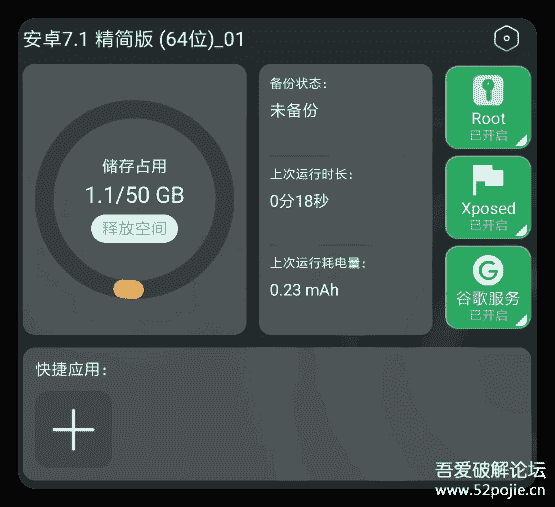 安卓7.1 精简版 (64位)_01
储存占用
1.1/50 GB
释放空间
备份状态：
未备份
上次运行时长：
0分18秒
上次运行耗电量：
0.23 mAh
Root
已开启
Xposed
已开启
G
谷歌服务
已开启
快捷应用：
吾爱破解论坛
www.52pojie.cn